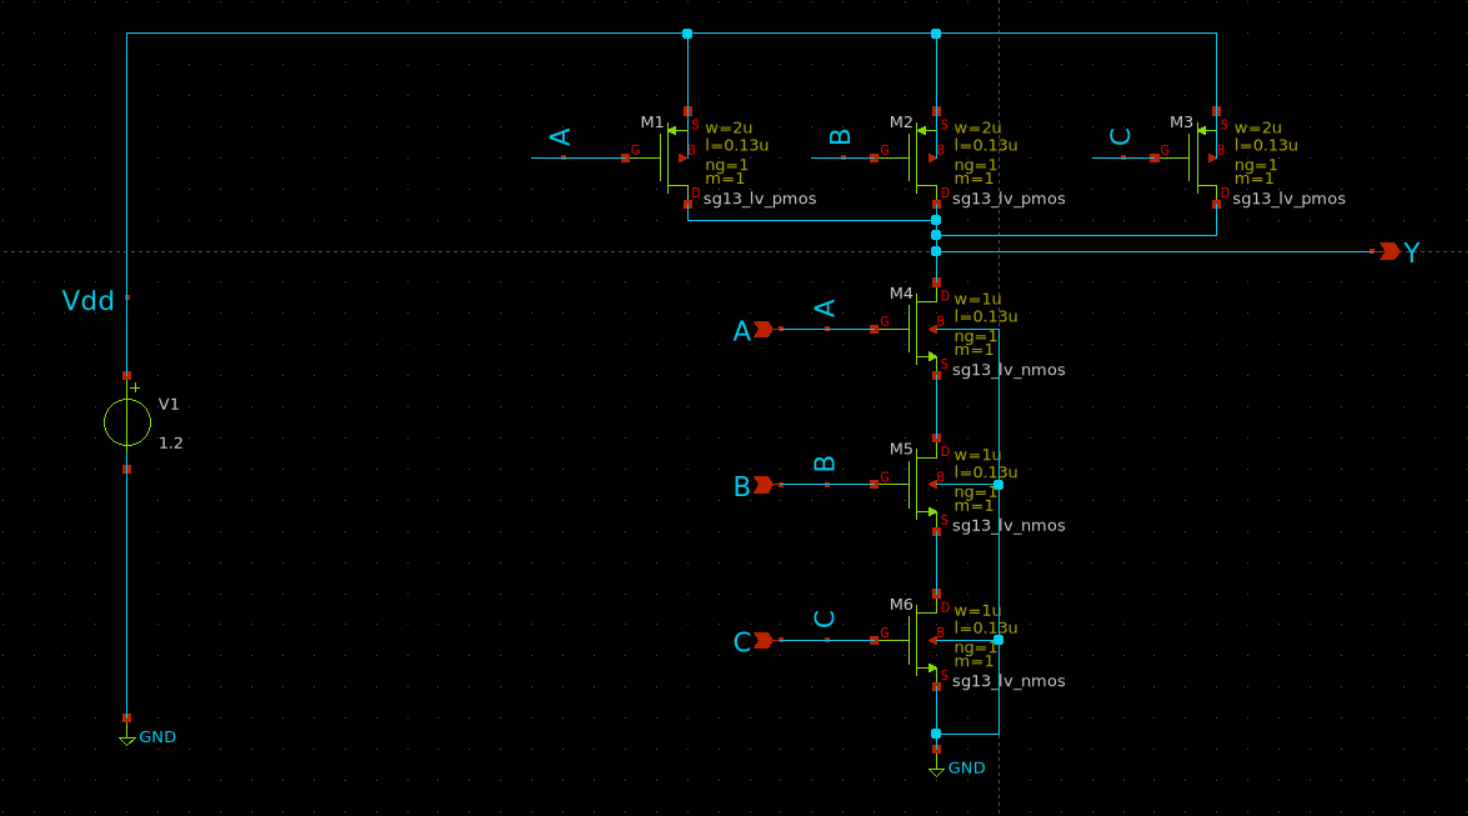 A
M1
S
G
B
D
w=2u
l=0.13u
ng=1
m=1
sg13_lv_pmos
B
M2
S
G
B
D
w=2u
l=0.13u
ng=1
m=1
sg13_lv_pmos
C
M3
S
G
B
D
w=2u
l=0.13u
ng=1
m=1
sg13_lv_pmos
Y
Vdd
+
V1
1.2
GND
A
A
M4
D
G
B
S
w=1u
l=0.13u
ng=1
m=1
sg13_lv_nmos
B
B
M5
D
G
B
S
w=1u
l=0.13u
ng=1
m=1
sg13_lv_nmos
C
C
M6
D
G
B
S
w=1u
l=0.13u
ng=1
m=1
sg13_lv_nmos
GND